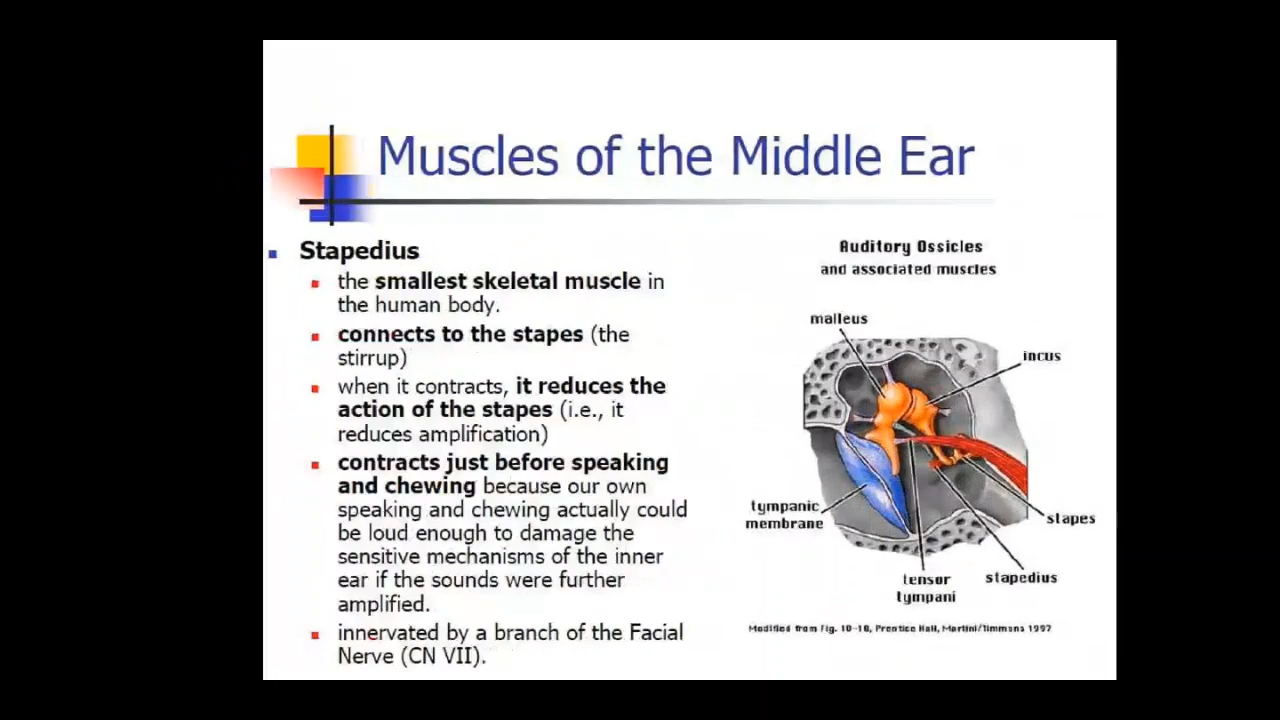 Muscles of the Middle Ear
Stapedius
the smallest skeletal muscle in
the human body.
connects to the stapes (the
stirrup)
when it contracts, it reduces the
action of the stapes (i.e., it
reduces amplification)
contracts just before speaking
and chewing because our own
speaking and chewing actually could
be loud enough to damage the
sensitive mechanisms of the inner
ear if the sounds were further
amplified.
innervated by a branch of the Facial
Nerve (CN VII).
Auditory Ossicles
and associated muscles
malleus
incus
tympanic
membrane
stapes
stapedius
tensor
tympani
Modified from Fig. 10-18, Prentice Hall, Martini/Timmons 1997